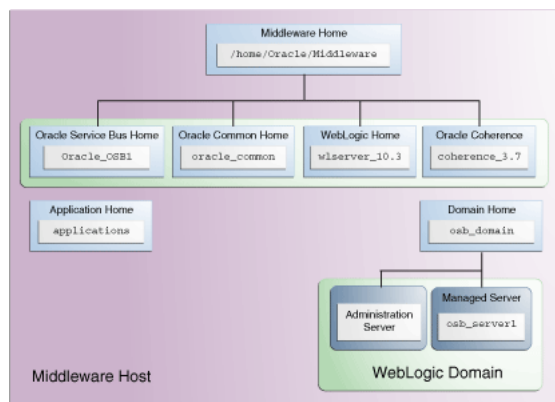 Middleware Home
/home/Oracle/Middleware
Oracle Service Bus Home
Oracle_OSB1
Oracle Common Home
oracle_common
WebLogic Home
wlserver_10.3
Oracle Coherence
coherence_3.7
Application Home
applications
Domain Home
osb_domain
Administration
Server
Managed Server
osb_server1
Middleware Host
WebLogic Domain